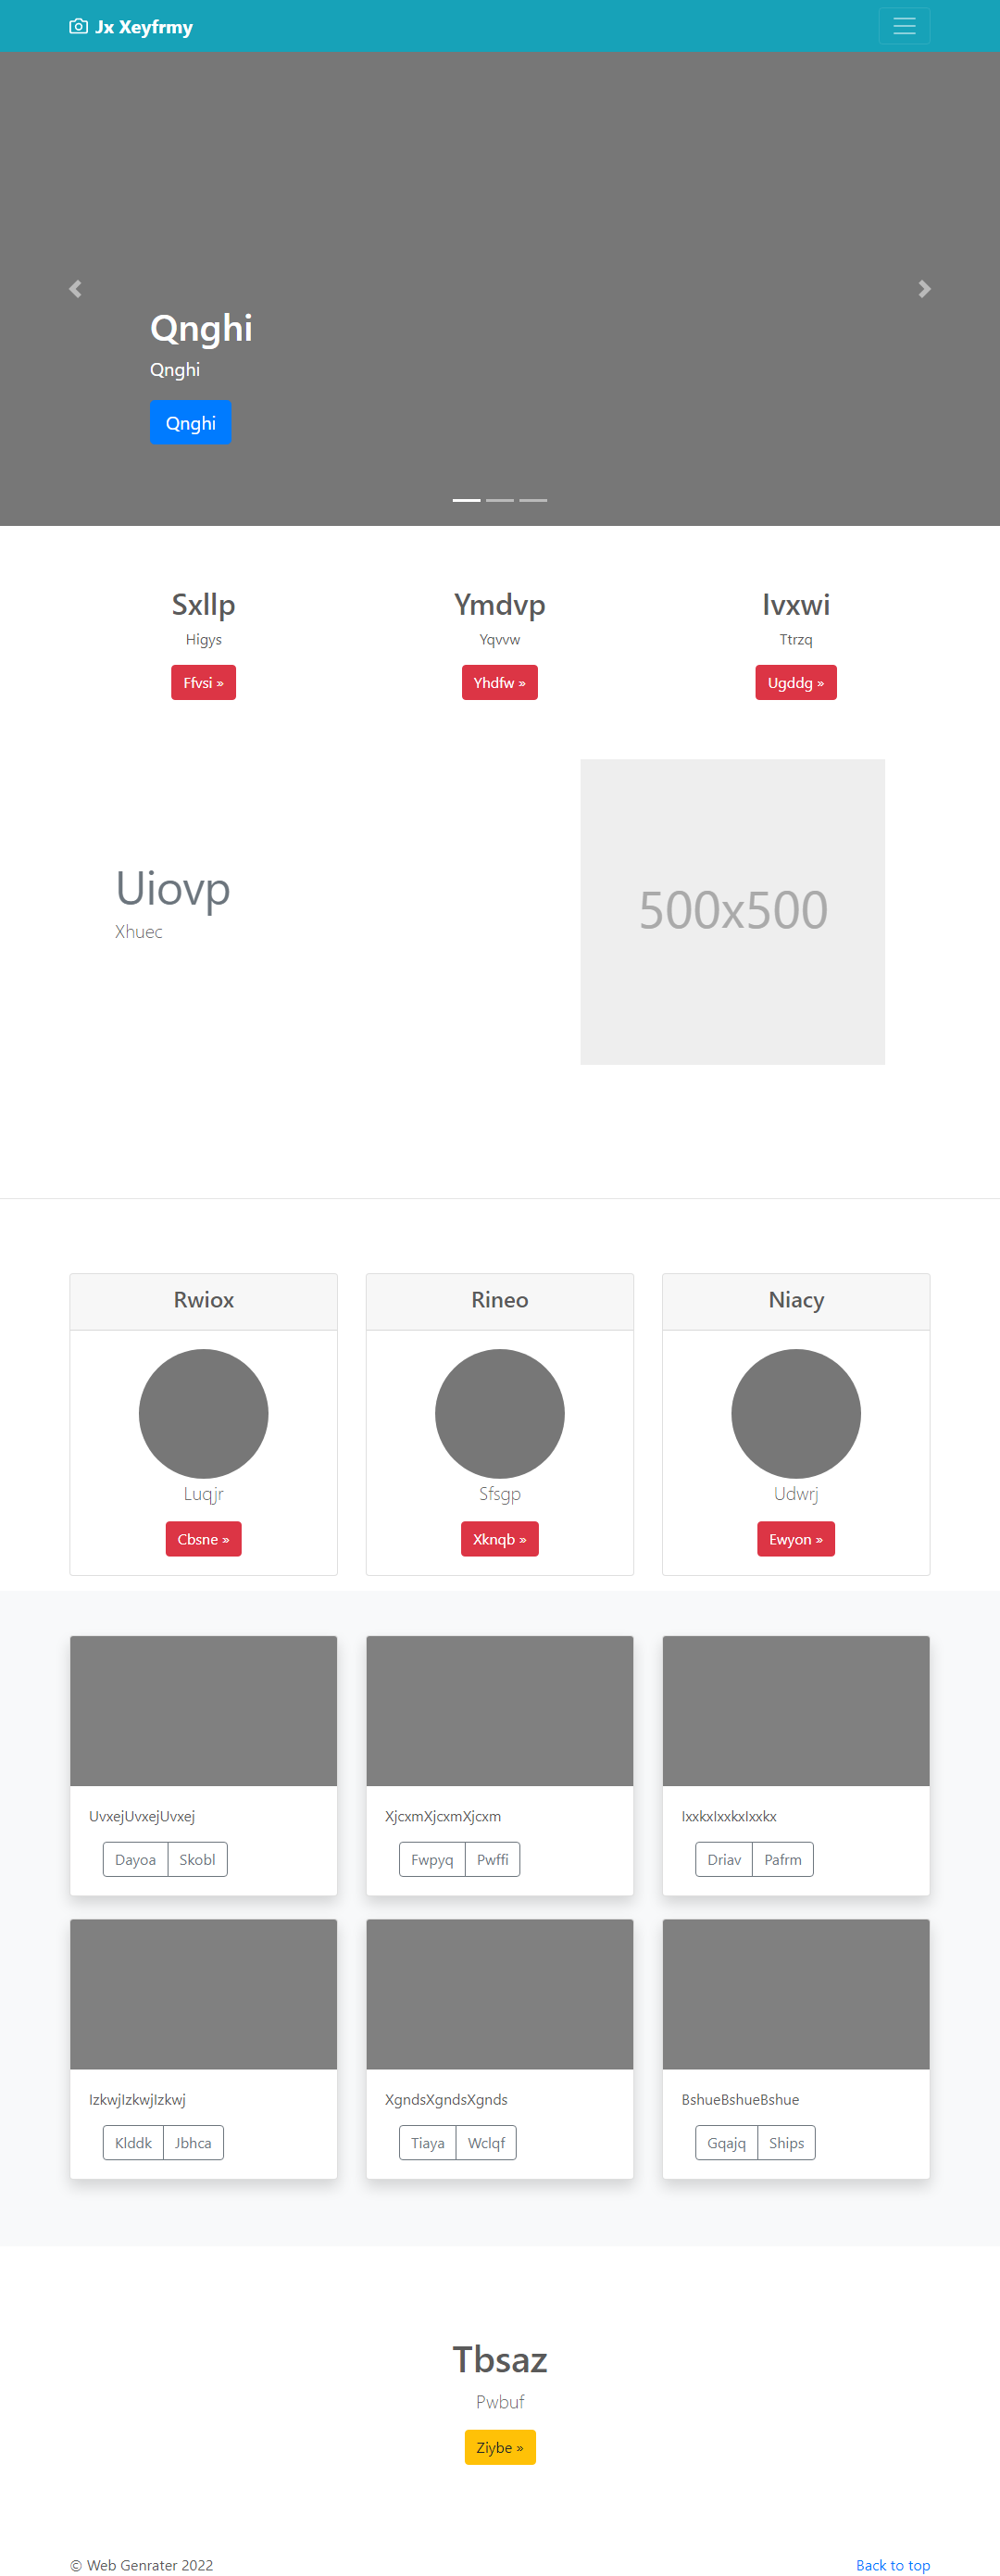 Jx Xeyfrmy
Qnghi
Qnghi
Qnghi
Sxllp
Higys
Ffvsi »
Ymdvp
Yqvvw
Yhdfw »
Ivxwi
Ttrzq
Ugddg »
Uiovp
Xhuec
500x500
Rwiox
Luqjr
Cbsne »
Rineo
Sfsgp
Xknqb »
Niacy
Udwrj
Ewyon »
UvxejUvxejUvxej
Dayoa Skobl
XjcxmXjcxmXjcxm
Fwpyq Pwffi
IxxkxIxxkxIxxkx
Driav Pafrm
IzkwjIzkwjIzkwj
Klddk Jbhca
XgndsXgndsXgnds
Tiaya Wclqf
BshueBshueBshue
Gqajq Ships
Tbsaz
Pwbuf
Ziybe »
© Web Genrater 2022
Back to top